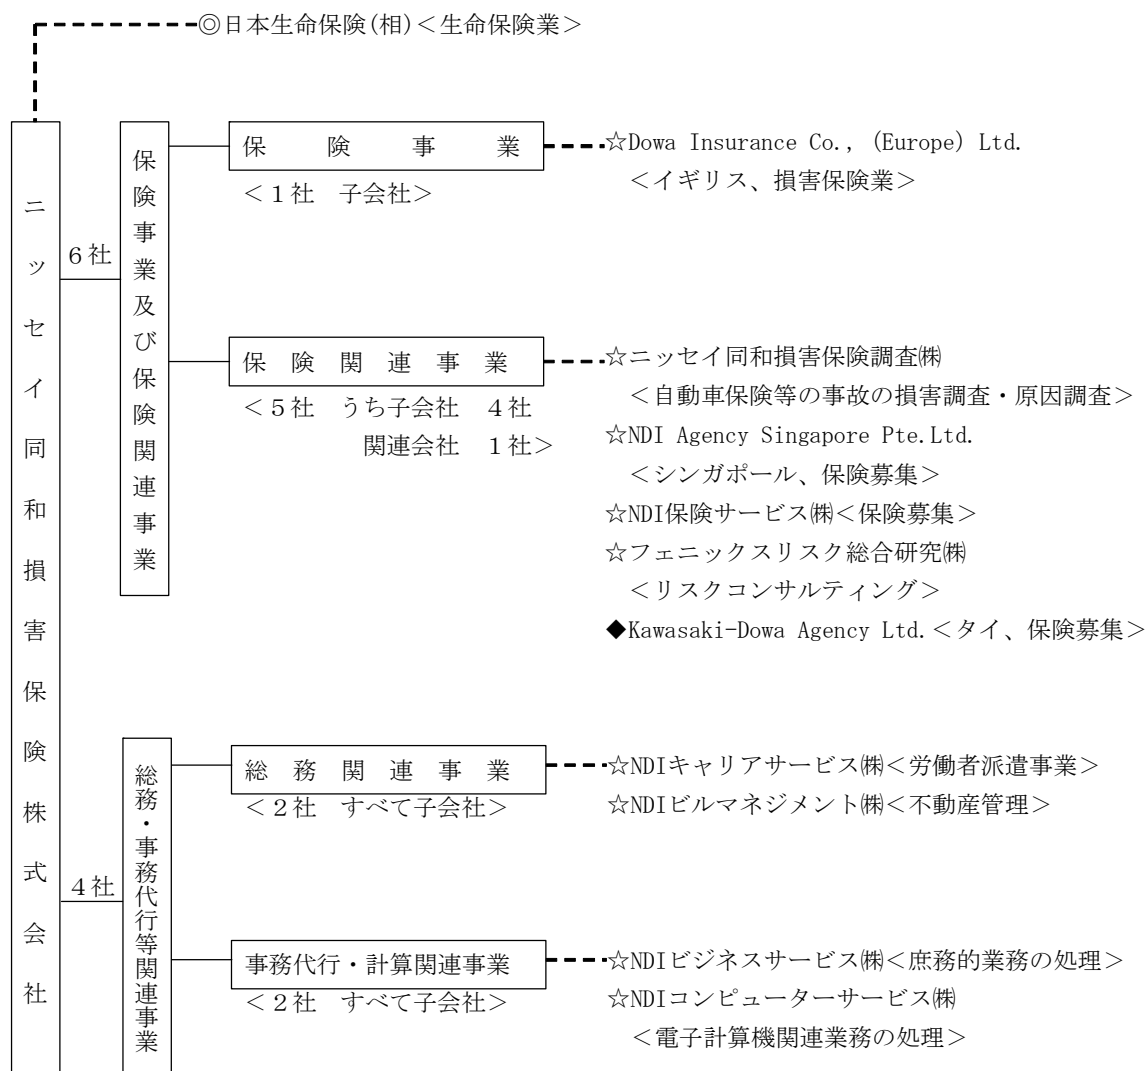 ◎日本生命保険(相)＜生命保険業＞
ニッセイ同和損害保険株式会社
6社
保険事業及び保険関連事業
保険事業
＜1社　子会社＞
☆Dowa Insurance Co., (Europe) Ltd.
＜イギリス、損害保険業＞
保険関連事業
＜5社　うち子会社　4社
関連会社　1社＞
☆ニッセイ同和損害保険調査㈱
＜自動車保険等の事故の損害調査・原因調査＞
☆NDI Agency Singapore Pte.Ltd.
＜シンガポール、保険募集＞
☆NDI保険サービス㈱＜保険募集＞
☆フェニックスリスク総合研究㈱
＜リスクコンサルティング＞
◆Kawasaki-Dowa Agency Ltd.＜タイ、保険募集＞
4社
総務・事務代行等関連事業
総務関連事業
＜2社　すべて子会社＞
☆NDIキャリアサービス㈱＜労働者派遣事業＞
☆NDIビルマネジメント㈱＜不動産管理＞
事務代行・計算関連事業
＜2社　すべて子会社＞
☆NDIビジネスサービス㈱＜庶務的業務の処理＞
☆NDIコンピューターサービス㈱
＜電子計算機関連業務の処理＞